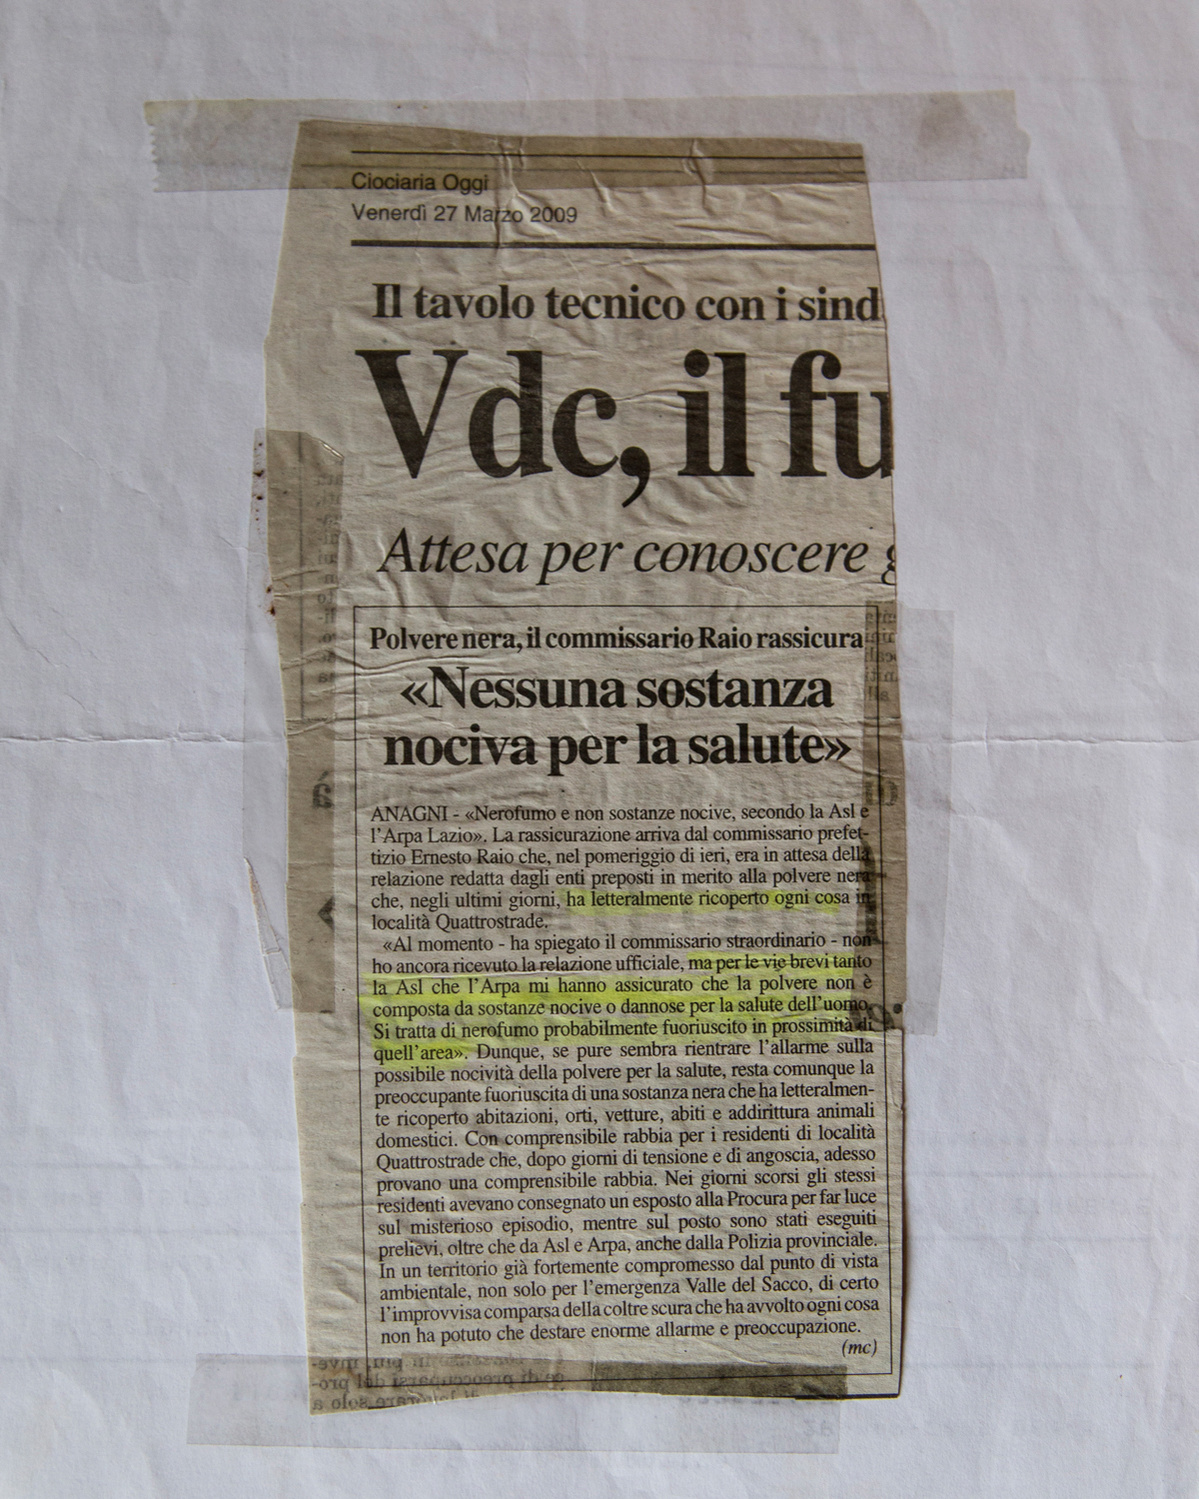 Ciociaria Oggi
Venerdì 27 Marzo 2009
Il tavolo tecnico con i sind
Vdc, il fu
Attesa per conoscere g
Polvere nera, il commissario Raio rassicura
«Nessuna sostanza
nociva per la salute»
ANAGNI - «Nerofumo e non sostanze nocive, secondo la Asl e
l'Arpa Lazio». La rassicurazione arriva dal commissario prefet-
tizio Ernesto Raio che, nel pomeriggio di ieri, era in attesa della
relazione redatta dagli enti preposti in merito alla polvere nera
che, negli ultimi giorni, ha letteralmente ricoperto ogni cosa in
località Quattrostrade.
«Al momento - ha spiegato il commissario straordinario - non
ho ancora ricevuto la relazione ufficiale, ma per le vie brevi tanto
la Asl che l'Arpa mi hanno assicurato che la polvere non è
composta da sostanze nocive o dannose per la salute dell'uomo.
Si tratta di nerofumo probabilmente fuoriuscito in prossimità di
quell'area». Dunque, se pure sembra rientrare l'allarme sulla
possibile nocività della polvere per la salute, resta comunque la
preoccupante fuoriuscita di una sostanza nera che ha letteralmen-
te ricoperto abitazioni, orti, vetture, abiti e addirittura animali
domestici. Con comprensibile rabbia per i residenti di località
Quattrostrade che, dopo giorni di tensione e di angoscia, adesso
provano una comprensibile rabbia. Nei giorni scorsi gli stessi
residenti avevano consegnato un esposto alla Procura per far luce
sul misterioso episodio, mentre sul posto sono stati eseguiti
prelievi, oltre che da Asl e Arpa, anche dalla Polizia provinciale.
In un territorio già fortemente compromesso dal punto di vista
ambientale, non solo per l'emergenza Valle del Sacco, di certo
l'improvvisa comparsa della coltre scura che ha avvolto ogni cosa
non ha potuto che destare enorme allarme e preoccupazione.
(mc)